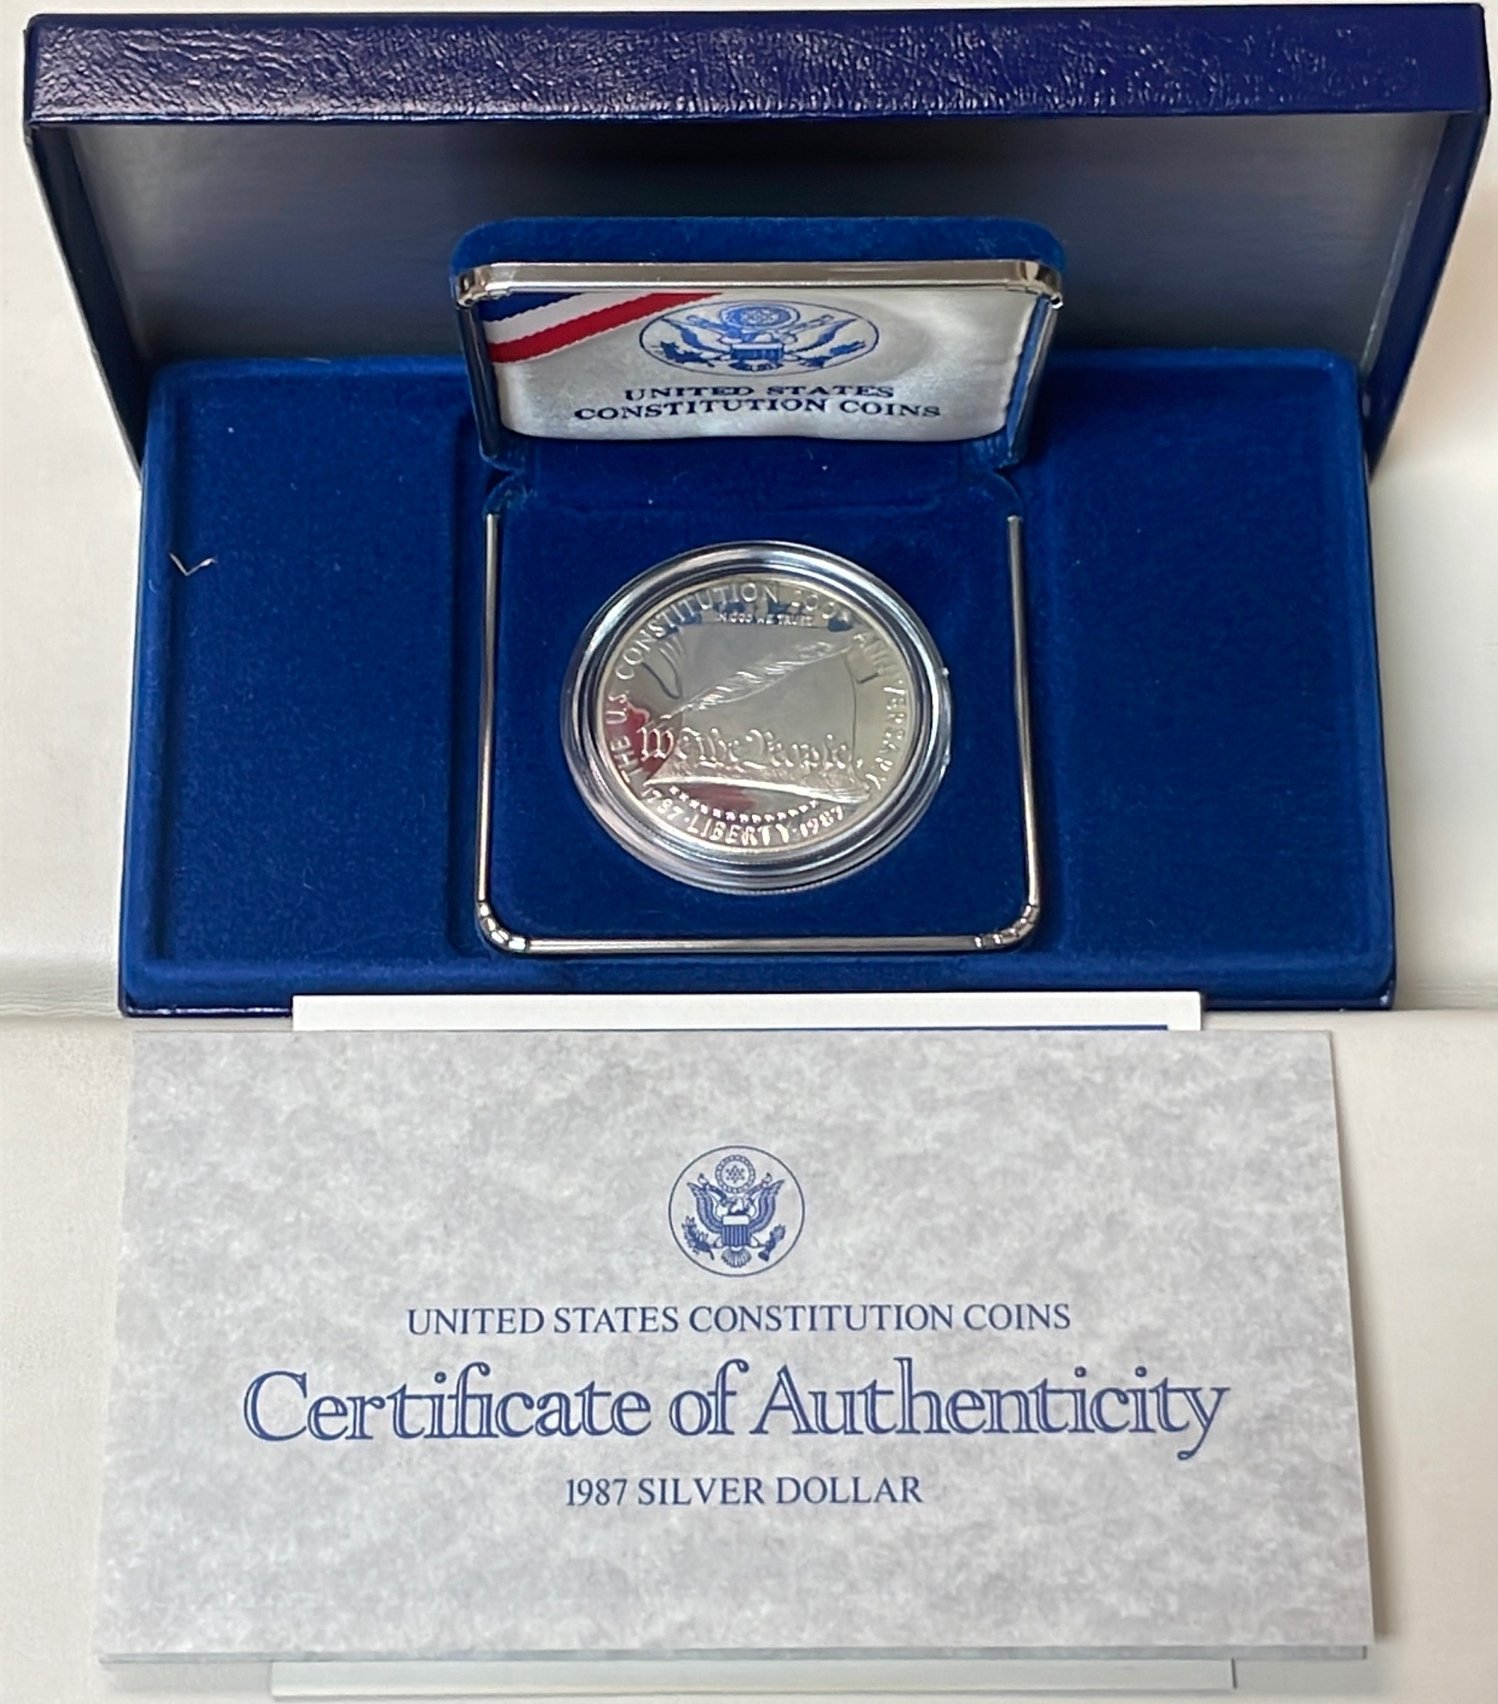 UNITED STATES
CONSTITUTION COINS
THE U.S. CONSTITUTION 200TH ANNIVERSARY
IN GOD WE TRUST
We the People
1787 · LIBERTY · 1987
UNITED STATES CONSTITUTION COINS
Certificate of Authenticity
1987 SILVER DOLLAR